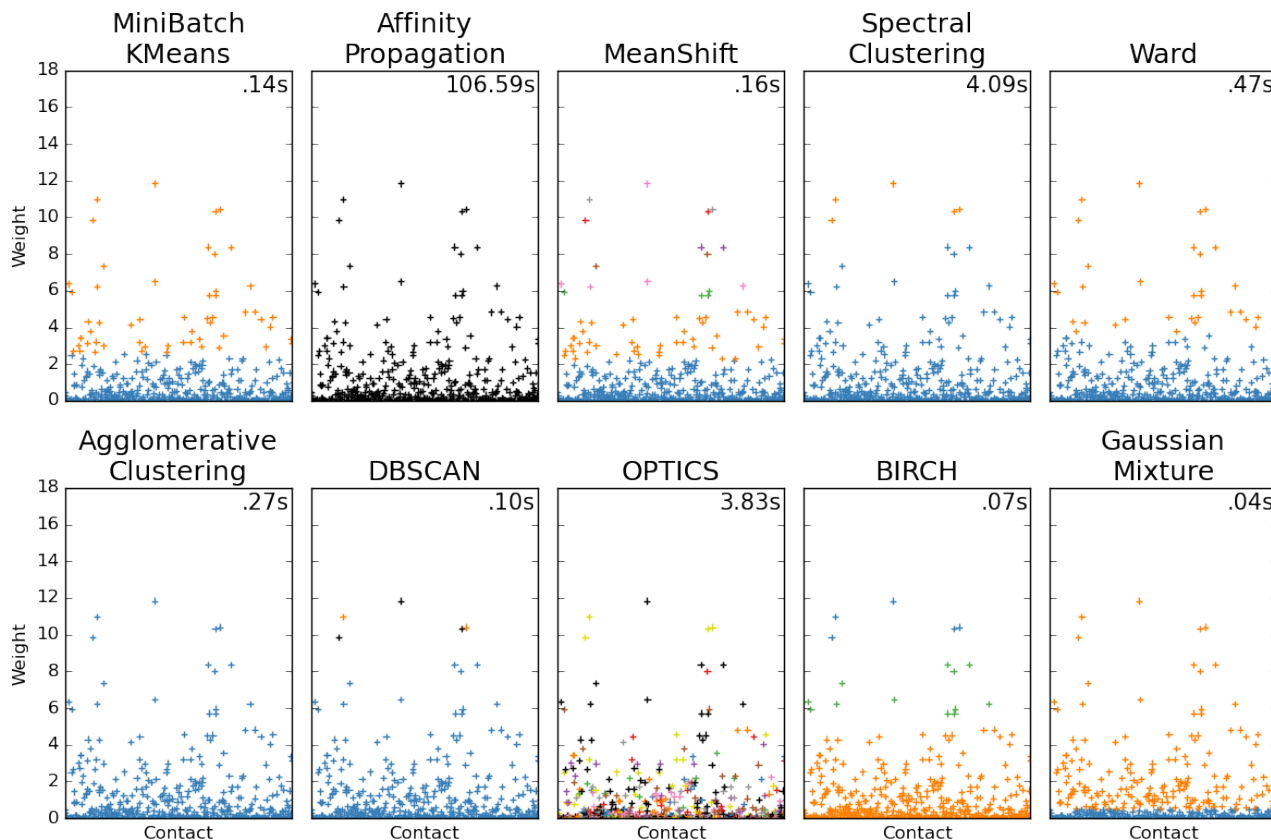 MiniBatch
KMeans
Affinity
Propagation
MeanShift
Spectral
Clustering
Ward
18
16
14
12
10
8
6
4
2
0
Weight
.14s
106.59s
.16s
4.09s
.47s
Agglomerative
Clustering
DBSCAN
OPTICS
BIRCH
Gaussian
Mixture
18
16
14
12
10
8
6
4
2
0
Weight
.27s
.10s
3.83s
.07s
.04s
Contact
Contact
Contact
Contact
Contact